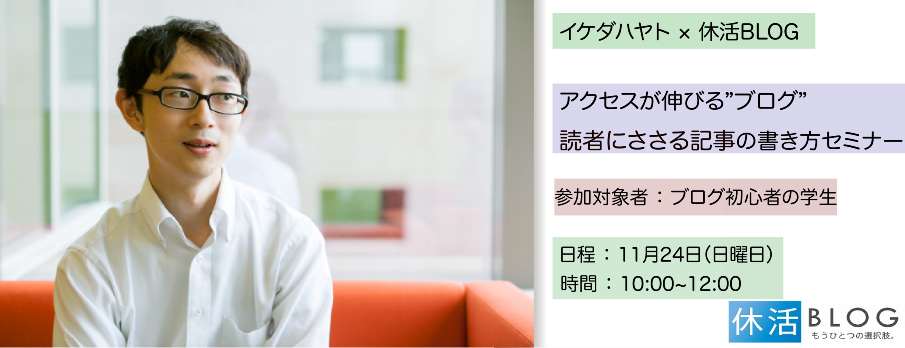 イケダハヤト × 休活BLOG
アクセスが伸びる”ブログ”
読者にささる記事の書き方セミナー
参加対象者：ブログ初心者の学生
日程：11月24日(日曜日)
時間：10:00~12:00
休活BLOG
もうひとつの選択肢。